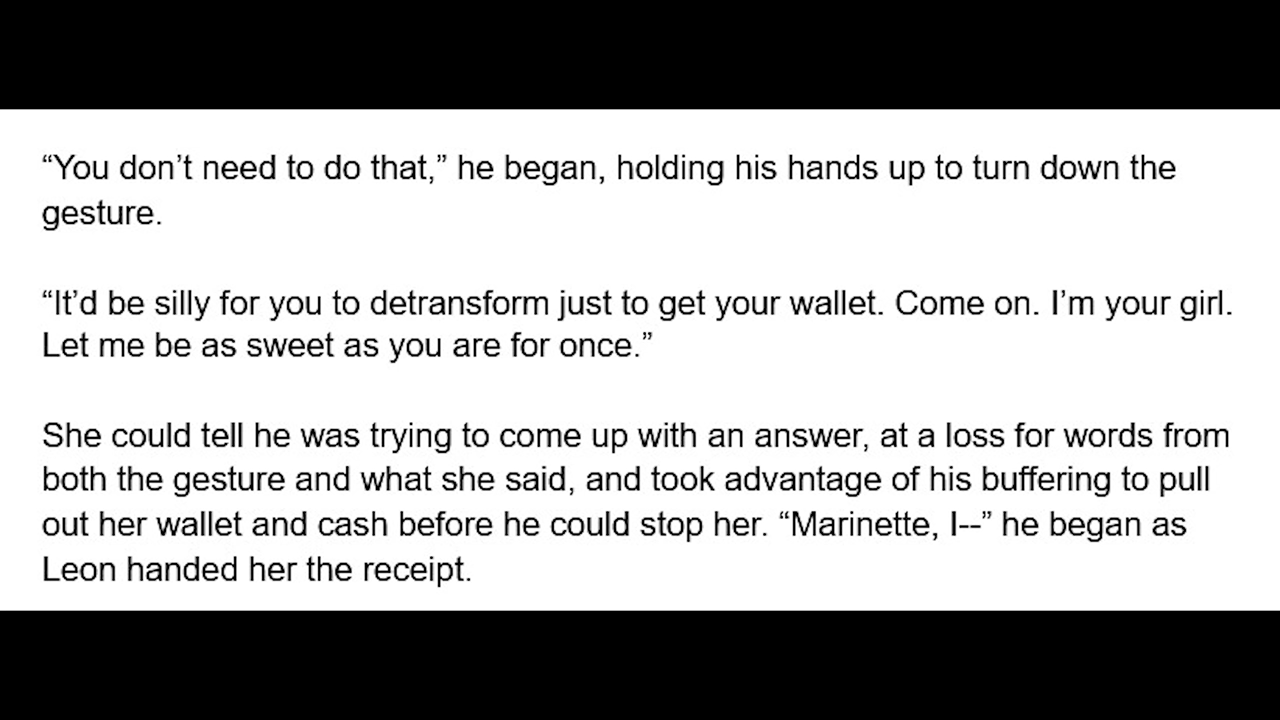 “You don’t need to do that,” he began, holding his hands up to turn down the
gesture.
“It’d be silly for you to detransform just to get your wallet. Come on. I’m your girl.
Let me be as sweet as you are for once.”
She could tell he was trying to come up with an answer, at a loss for words from
both the gesture and what she said, and took advantage of his buffering to pull
out her wallet and cash before he could stop her. “Marinette, I--” he began as
Leon handed her the receipt.